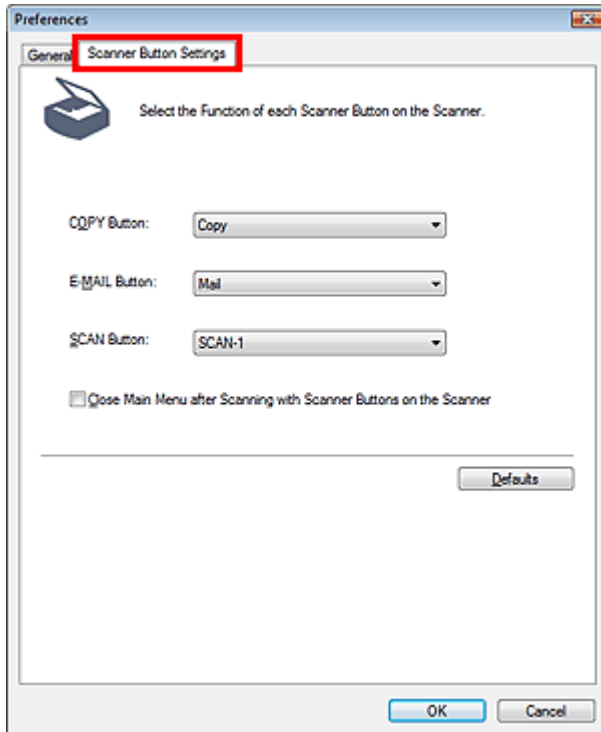 Preferences
General
Scanner Button Settings
Select the Function of each Scanner Button on the Scanner.
COPY Button:
Copy
E-MAIL Button:
Mail
SCAN Button:
SCAN-1
Close Main Menu after Scanning with Scanner Buttons on the Scanner
Defaults
OK
Cancel